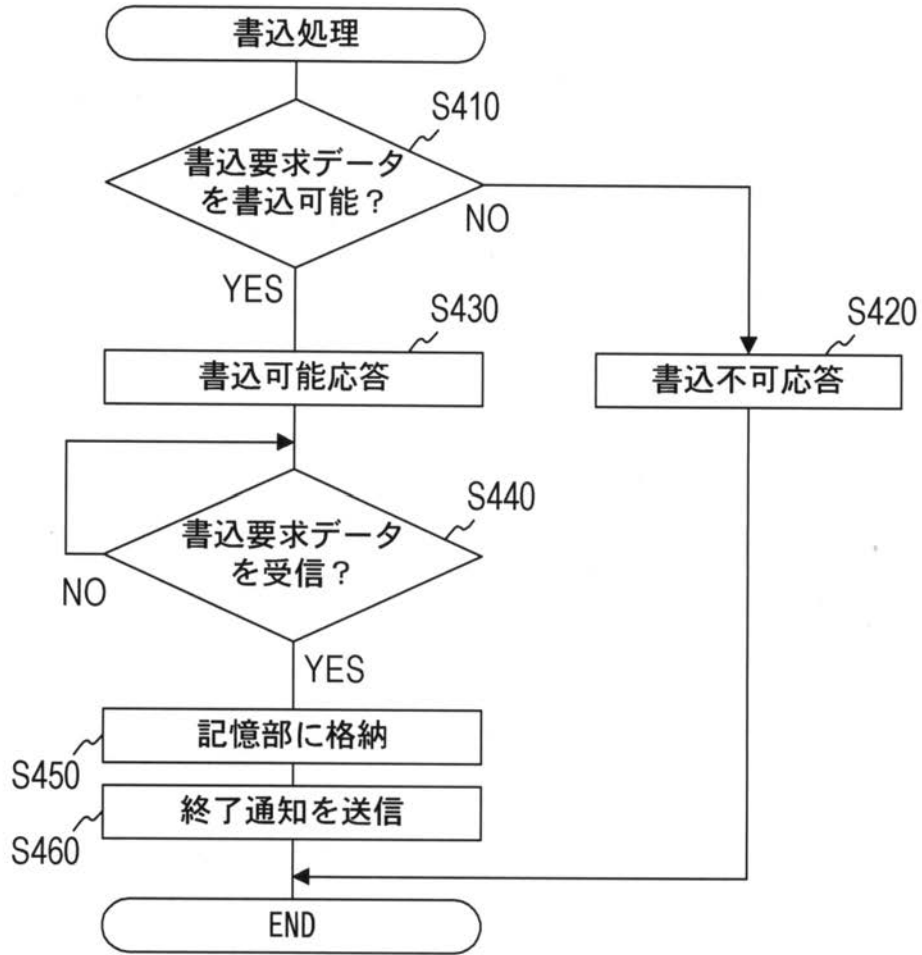 書込処理
S410
書込要求データ
を書込可能?
NO
YES
S430
S420
書込可能応答
書込不可応答
S440
書込要求データ
を受信?
NO
YES
記憶部に格納
S450
終了通知を送信
S460
END